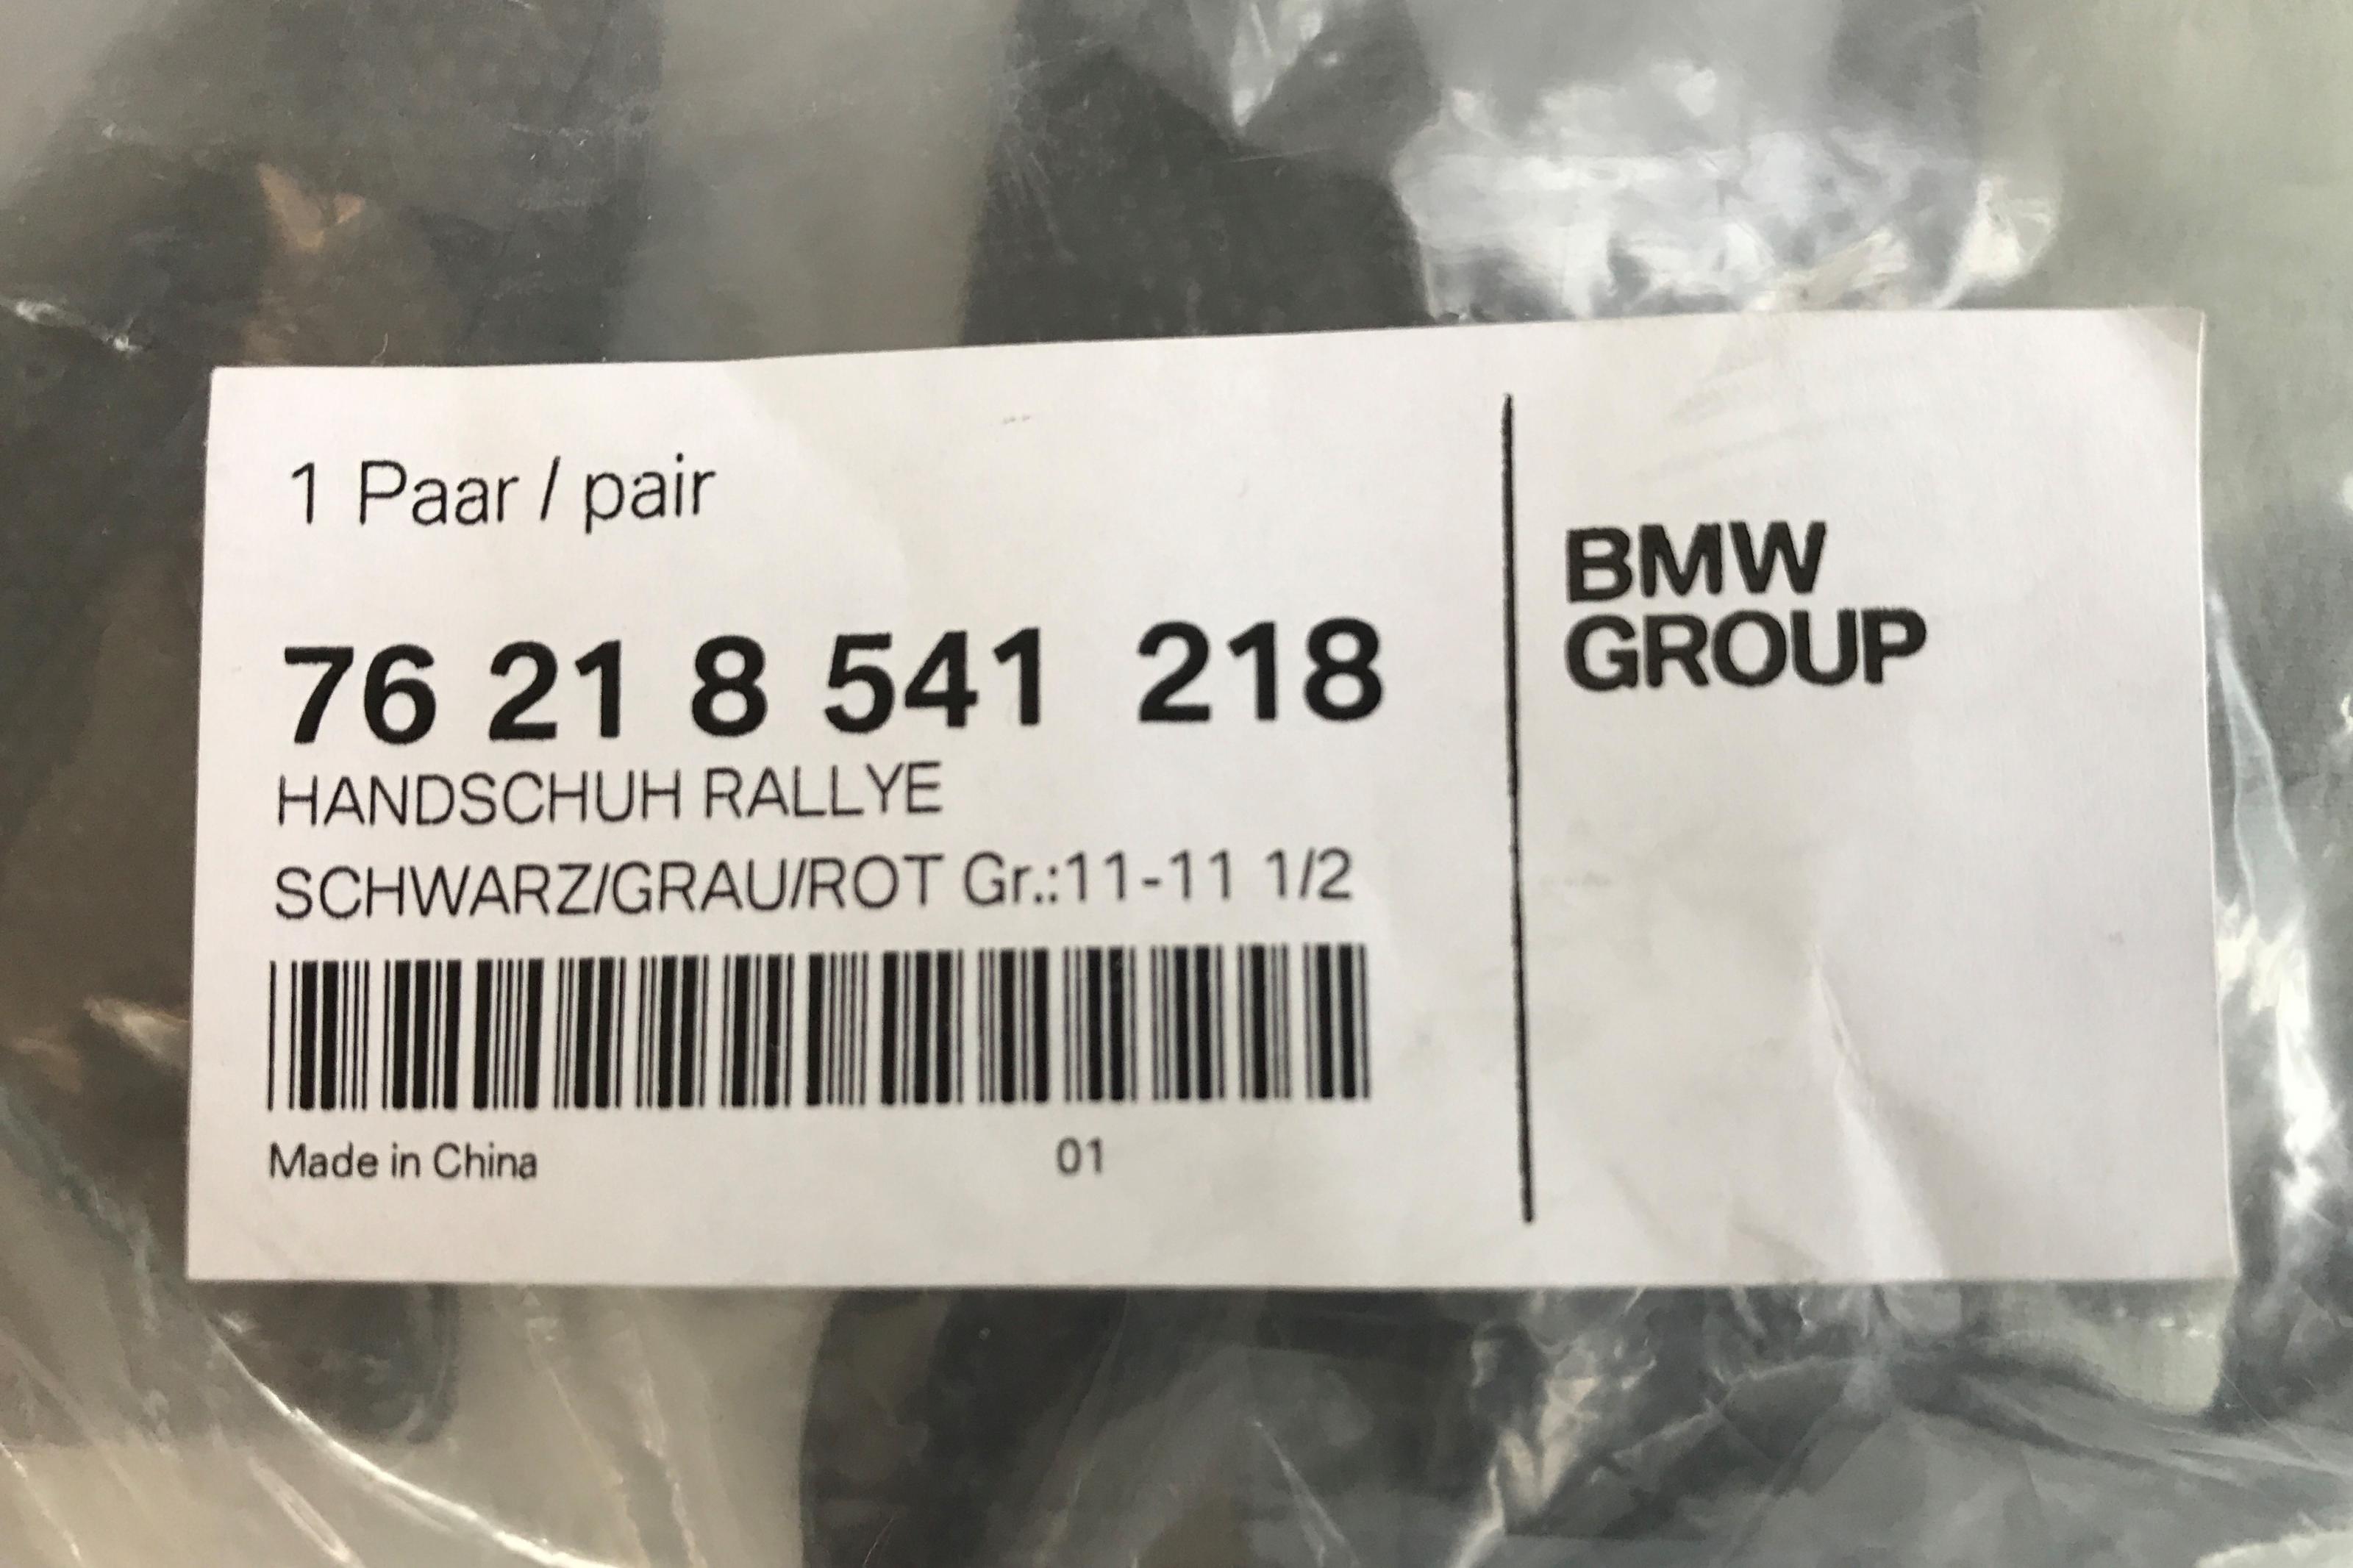 1 Paar / pair
76 21 8 541 218
HANDSCHUH RALLYE
SCHWARZ/GRAU/ROT Gr.:11-11 1/2
Made in China 01
BMW
GROUP